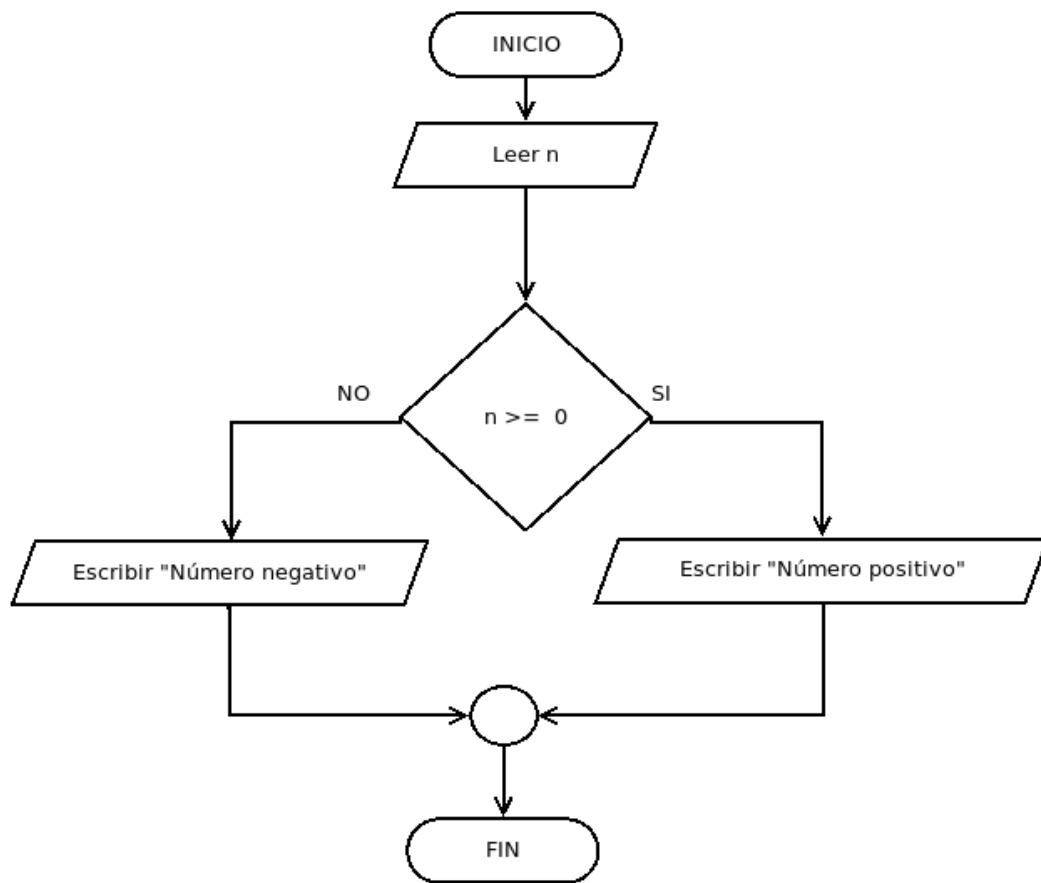 INICIO
Leer n
NO
SI
n >= 0
Escribir "Número negativo"
Escribir "Número positivo"
FIN